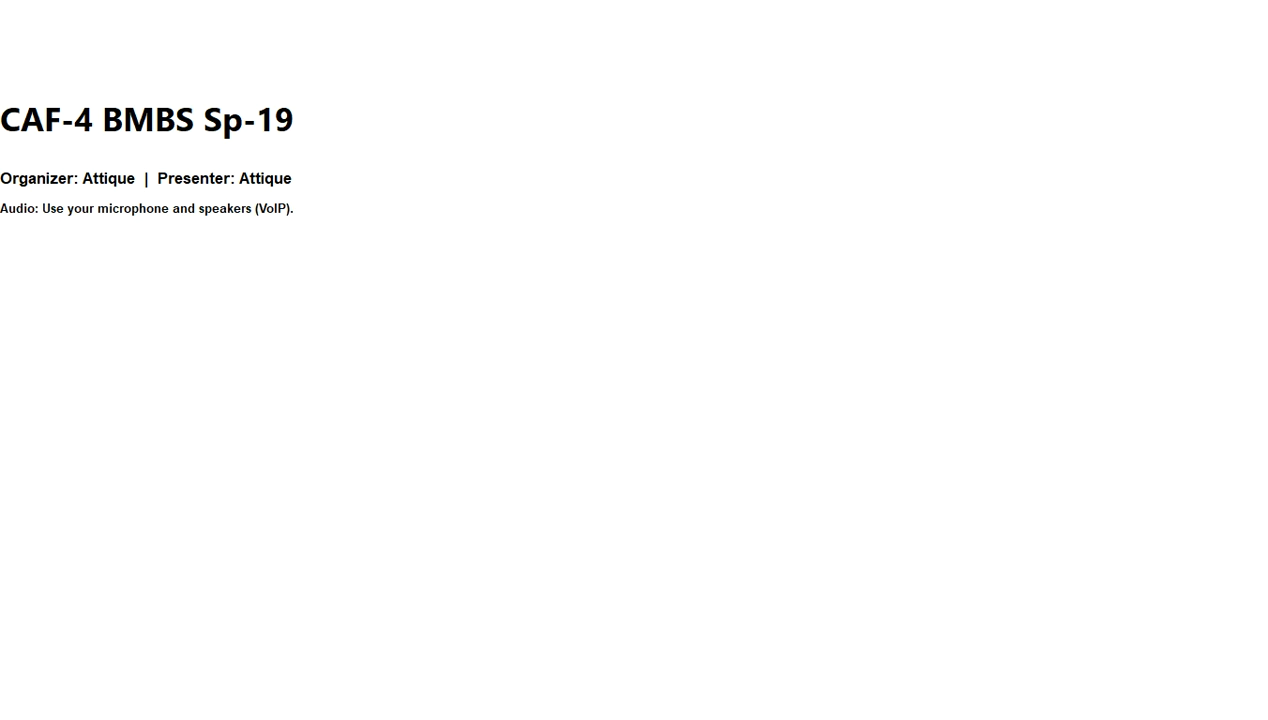 CAF-4 BMBS Sp-19
Organizer: Attique | Presenter: Attique
Audio: Use your microphone and speakers (VoIP).